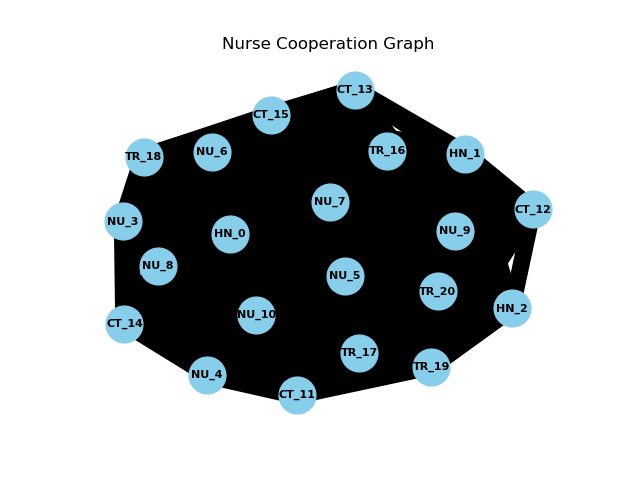 Nurse Cooperation Graph
CT_13
CT_15
TR_18
NU_6
TR_16
HN_1
NU_7
CT_12
NU_3
HN_0
NU_9
NU_8
NU_5
TR_20
HN_2
CT_14
NU_10
TR_17
TR_19
NU_4
CT_11